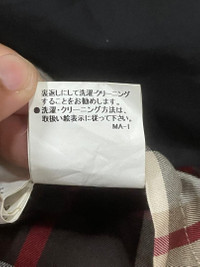 裏返しにして洗濯・クリーニング
することをお勧めします。
●洗濯・クリーニング方法は、
取扱い絵表示に従って下さい。
MA-1